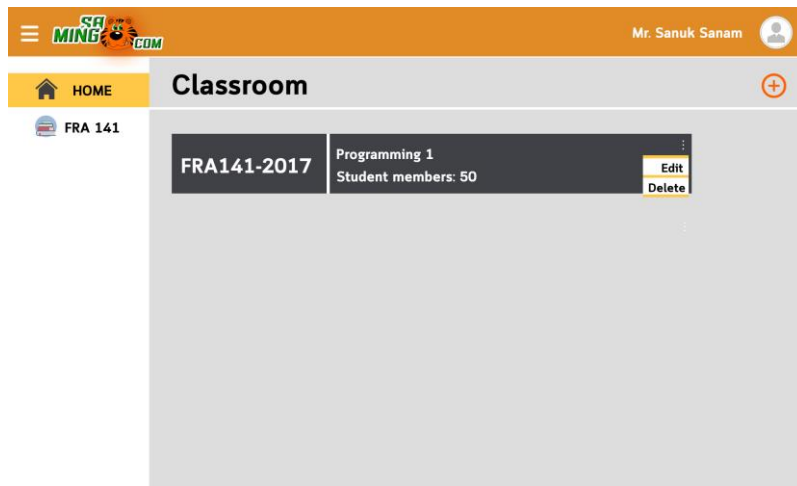 SA
MING
.COM
Mr. Sanuk Sanam
HOME
Classroom
FRA 141
FRA141-2017
Programming 1
Student members: 50
Edit
Delete